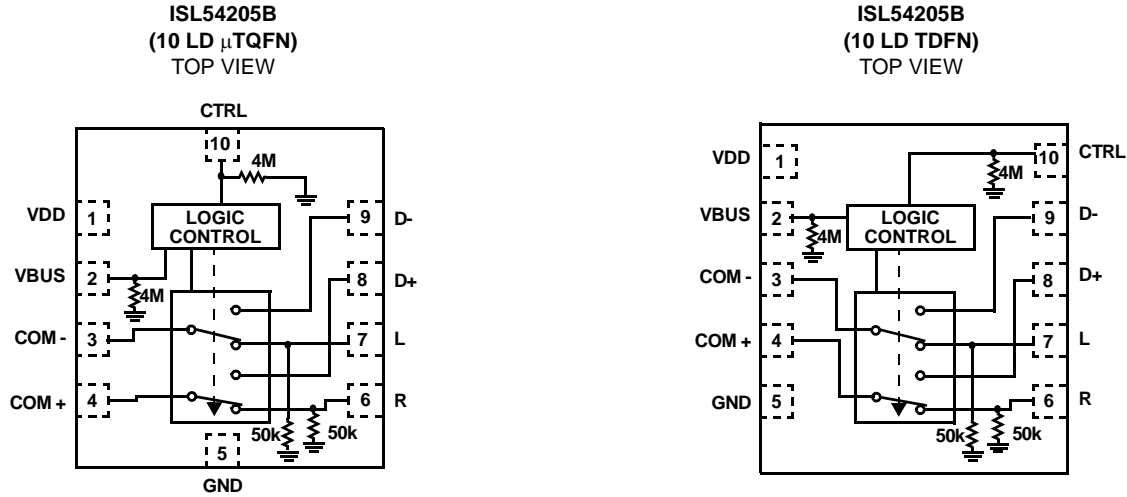 ISL54205B
(10 LD μTQFN)
TOP VIEW
CTRL
10
4M
VDD
1
LOGIC
CONTROL
9
D-
VBUS
2
4M
8
D+
COM -
3
7
L
COM +
4
6
R
50k
50k
5
GND
ISL54205B
(10 LD TDFN)
TOP VIEW
VDD
1
10
CTRL
4M
VBUS
2
4M
LOGIC
CONTROL
9
D-
COM -
3
8
D+
COM +
4
7
L
GND
5
6
R
50k
50k